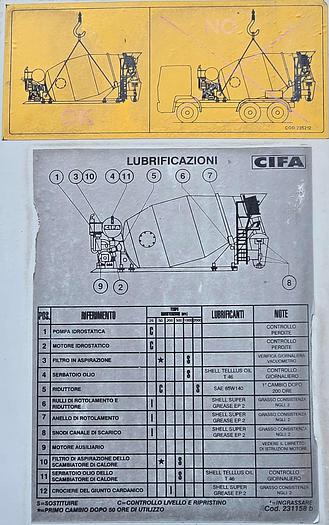 OK
NO
COD. 235212
LUBRIFICAZIONI
CIFA
1 3 10 4 11 5 6 7
9 2 8
POS. RIFERIMENTO LUBRIFICANTI NOTE
25 50 200 1000 2000
1 POMPA IDROSTATICA C CONTROLLO
PERDITE
2 MOTORE IDROSTATICO C CONTROLLO
PERDITE
3 FILTRO IN ASPIRAZIONE ★ S VERIFICA GIORNALIERA
VACUOMETRO
4 SERBATOIO OLIO S SHELL TELLUS OIL
T 46 CONTROLLO
GIORNALIERO
5 RIDUTTORE C S SAE 85W140 1° CAMBIO DOPO
200 ORE
6 RULLI DI ROTOLAMENTO E
RIDUTTORE I SHELL SUPER
GREASE EP 2 GRASSO CONSISTENZA
NGLI 2
7 ANELLO DI ROTOLAMENTO I SHELL SUPER
GREASE EP 2 GRASSO CONSISTENZA
NGLI 2
8 SNODI CANALE DI SCARICO I SHELL SUPER
GREASE EP 2 GRASSO CONSISTENZA
NGLI 2
9 MOTORE AUSILIARIO VEDERE IL LIBRETTO
DI ISTRUZIONI MOTORE
10 FILTRO DI ASPIRAZIONE DELLO
SCAMBIATORE DI CALORE ★ S
11 SERBATOIO OLIO DELLO
SCAMBIATORE DI CALORE S SHELL TELLUS OIL
T 46 CONTROLLO
GIORNALIERO
12 CROCIERE DEL GIUNTO CARDANICO I SHELL SUPER
GREASE EP 2 GRASSO CONSISTENZA
NGLI 2
S=SOSTITUIRE C=CONTROLLO LIVELLO E RIPRISTINO I=INGRASSARE
★=PRIMO CAMBIO DOPO 50 ORE DI UTILIZZO Cod. 231158